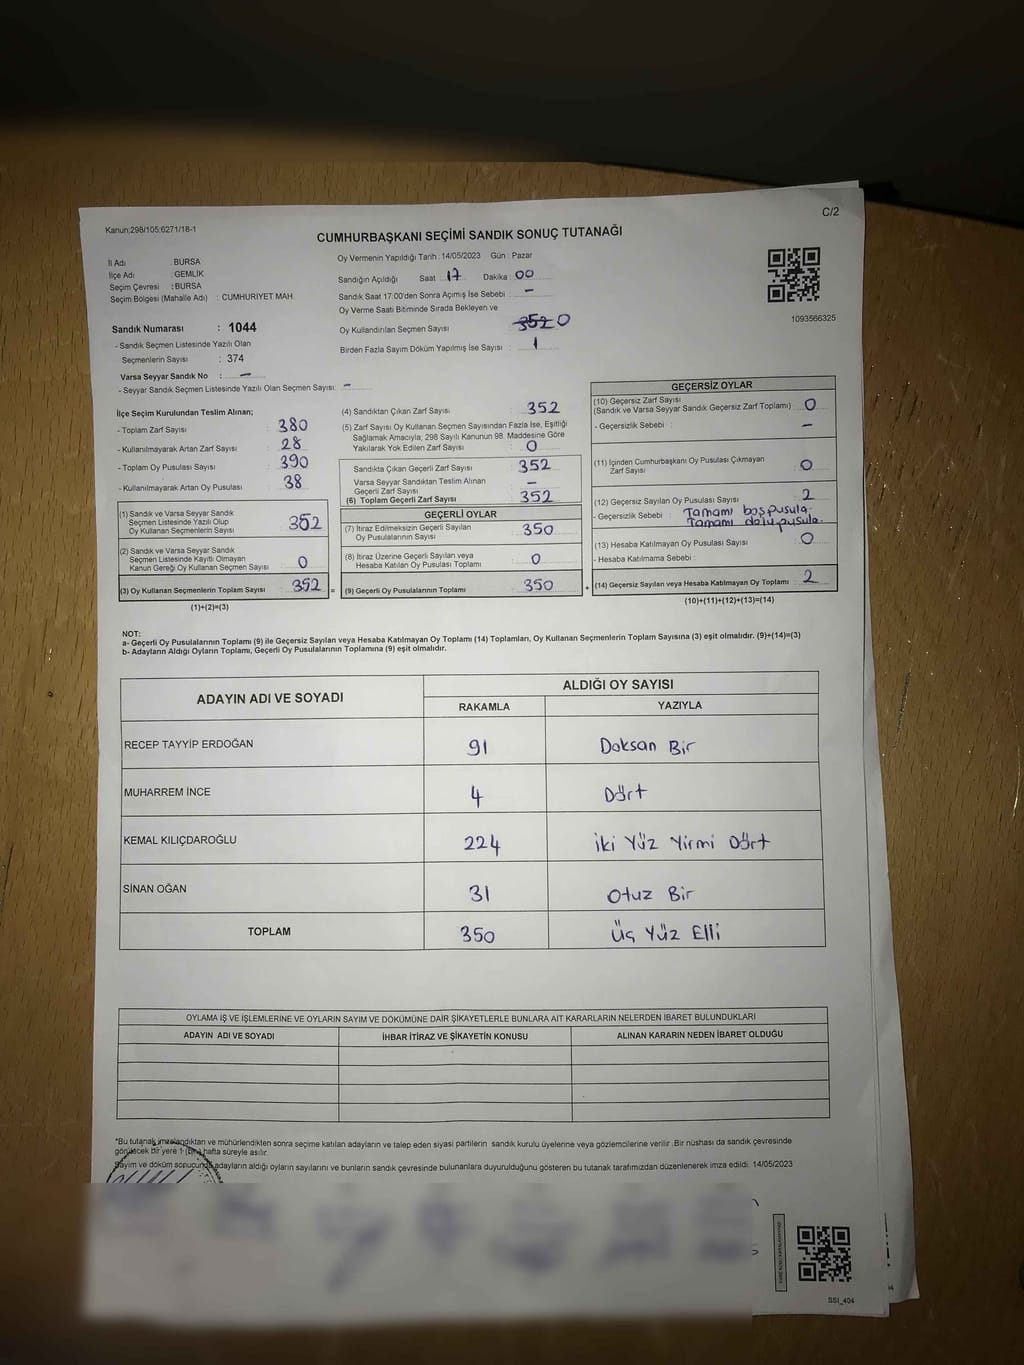 C/2
Kanun;298/105;6271/18-1
CUMHURBAŞKANI SEÇİMİ SANDIK SONUÇ TUTANAĞI
İl Adı : BURSA
İlçe Adı : GEMLİK
Seçim Çevresi : BURSA
Seçim Bölgesi (Mahalle Adı) : CUMHURİYET MAH.
Sandık Numarası : 1044
- Sandık Seçmen Listesinde Yazılı Olan
Seçmenlerin Sayısı : 374
Varsa Seyyar Sandık No : -
- Seyyar Sandık Seçmen Listesinde Yazılı Olan Seçmen Sayısı: -
Oy Vermenin Yapıldığı Tarih : 14/05/2023 Gün : Pazar
Sandığın Açıldığı Saat : 17 Dakika : 00
Sandık Saat 17:00'den Sonra Açımış İse Sebebi : -
Oy Verme Saati Bitiminde Sırada Bekleyen ve
Oy Kullandırılan Seçmen Sayısı 352 0
Birden Fazla Sayım Döküm Yapılmış İse Sayısı : 1
1093566325
İlçe Seçim Kurulundan Teslim Alınan;
- Toplam Zarf Sayısı : 380
- Kullanılmayarak Artan Zarf Sayısı : 28
- Toplam Oy Pusulası Sayısı : 390
- Kullanılmayarak Artan Oy Pusulası : 38
(1) Sandık ve Varsa Seyyar Sandık
Seçmen Listesinde Yazılı Olup
Oy Kullanan Seçmenlerin Sayısı : 352
(2) Sandık ve Varsa Seyyar Sandık
Seçmen Listesinde Kayıtlı Olmayan
Kanun Gereği Oy Kullanan Seçmen Sayısı : 0
(3) Oy Kullanan Seçmenlerin Toplam Sayısı : 352 =
(1)+(2)=(3)
(4) Sandıktan Çıkan Zarf Sayısı : 352
(5) Zarf Sayısı Oy Kullanan Seçmen Sayısından Fazla İse, Eşitliği
Sağlamak Amacıyla; 298 Sayılı Kanunun 98. Maddesine Göre
Yakılarak Yok Edilen Zarf Sayısı : 0
Sandıkta Çıkan Geçerli Zarf Sayısı : 352
Varsa Seyyar Sandıktan Teslim Alınan
Geçerli Zarf Sayısı : -
(6) Toplam Geçerli Zarf Sayısı : 352
GEÇERLİ OYLAR
(7) İtiraz Edilmeksizin Geçerli Sayılan
Oy Pusulalarının Sayısı : 350
(8) İtiraz Üzerine Geçerli Sayılan veya
Hesaba Katılan Oy Pusulası Toplamı : 0
(9) Geçerli Oy Pusulalarının Toplamı : 350 +
GEÇERSİZ OYLAR
(10) Geçersiz Zarf Sayısı
(Sandık ve Varsa Seyyar Sandık Geçersiz Zarf Toplamı) : 0
- Geçersizlik Sebebi : -
(11) İçinden Cumhurbaşkanı Oy Pusulası Çıkmayan
Zarf Sayısı : 0
(12) Geçersiz Sayılan Oy Pusulası Sayısı : 2
- Geçersizlik Sebebi : Tamamı boş pusula.
Tamamı dolu pusula.
(13) Hesaba Katılmayan Oy Pusulası Sayısı : 0
- Hesaba Katılmama Sebebi :
(14) Geçersiz Sayılan veya Hesaba Katılmayan Oy Toplamı : 2
(10)+(11)+(12)+(13)=(14)
NOT:
a- Geçerli Oy Pusulalarının Toplamı (9) ile Geçersiz Sayılan veya Hesaba Katılmayan Oy Toplamı (14) Toplamları, Oy Kullanan Seçmenlerin Toplam Sayısına (3) eşit olmalıdır. (9)+(14)=(3)
b- Adayların Aldığı Oyların Toplamı, Geçerli Oy Pusulalarının Toplamına (9) eşit olmalıdır.
ADAYIN ADI VE SOYADI
ALDIĞI OY SAYISI
RAKAMLA YAZIYLA
RECEP TAYYİP ERDOĞAN 91 Doksan Bir
MUHARREM İNCE 4 Dört
KEMAL KILIÇDAROĞLU 224 İki Yüz Yirmi Dört
SİNAN OĞAN 31 Otuz Bir
TOPLAM 350 Üç Yüz Elli
OYLAMA İŞ VE İŞLEMLERİNE VE OYLARIN SAYIM VE DÖKÜMÜNE DAİR ŞİKAYETLERLE BUNLARA AİT KARARLARIN NELERDEN İBARET BULUNDUKLARI
ADAYIN ADI VE SOYADI İHBAR İTİRAZ VE ŞİKAYETİN KONUSU ALINAN KARARIN NEDEN İBARET OLDUĞU
*Bu tutanak imzalandıktan ve mühürlendikten sonra seçime katılan adayların ve talep eden siyasi partilerin sandık kurulu üyelerine veya gözlemcilerine verilir .Bir nüshası da sandık çevresinde
görülecek bir yere 1 (bir) hafta süreyle asılır.
Sayım ve döküm sonucunda adayların aldığı oyların sayılarını ve bunların sandık çevresinde bulunanlara duyurulduğunu gösteren bu tutanak tarafımızdan düzenlenerek imza edildi. 14/05/2023
SSI_404